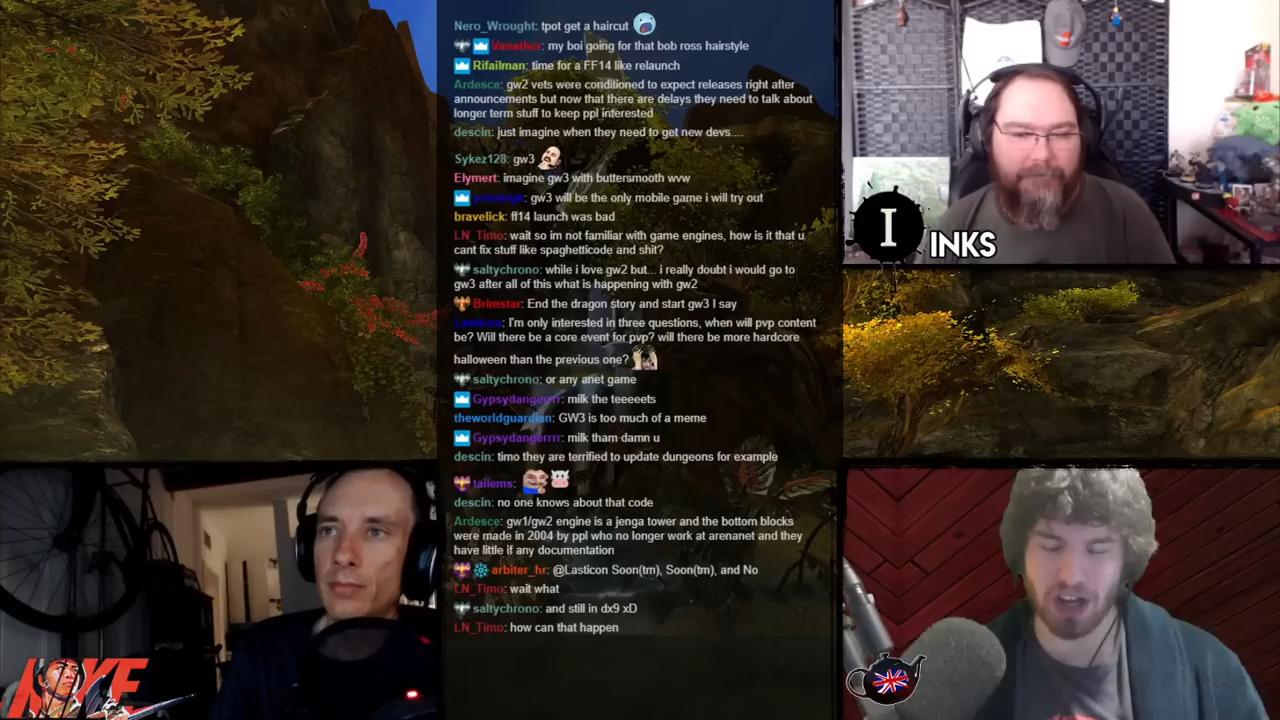 Nero_Wrought: tpot get a haircut
Vanathor: my boi going for that bob ross hairstyle
Rifailman: time for a FF14 like relaunch
Ardesce: gw2 vets were conditioned to expect releases right after
announcements but now that there are delays they need to talk about
longer term stuff to keep ppl interested
descin: just imagine when they need to get new devs....
Sykez128: gw3
Elymert: imagine gw3 with buttersmooth wvw
: gw3 will be the only mobile game i will try out
bravelick: ff14 launch was bad
LN_Timo: wait so im not familiar with game engines, how is it that u
cant fix stuff like spaghetticode and shit?
saltychrono: while i love gw2 but... i really doubt i would go to
gw3 after all of this what is happening with gw2
Brimstar: End the dragon story and start gw3 I say
: I'm only interested in three questions, when will pvp content
be? Will there be a core event for pvp? will there be more hardcore
halloween than the previous one?
saltychrono: or any anet game
Gypsydangerrrr: milk the teeeeets
theworldguardian: GW3 is too much of a meme
Gypsydangerrrr: milk tham damn u
descin: timo they are terrified to update dungeons for example
tailems:
descin: no one knows about that code
Ardesce: gw1/gw2 engine is a jenga tower and the bottom blocks
were made in 2004 by ppl who no longer work at arenanet and they
have little if any documentation
arbiter_hr: @Lasticon Soon(tm), Soon(tm), and No
LN_Timo: wait what
saltychrono: and still in dx9 xD
LN_Timo: how can that happen
I INKS